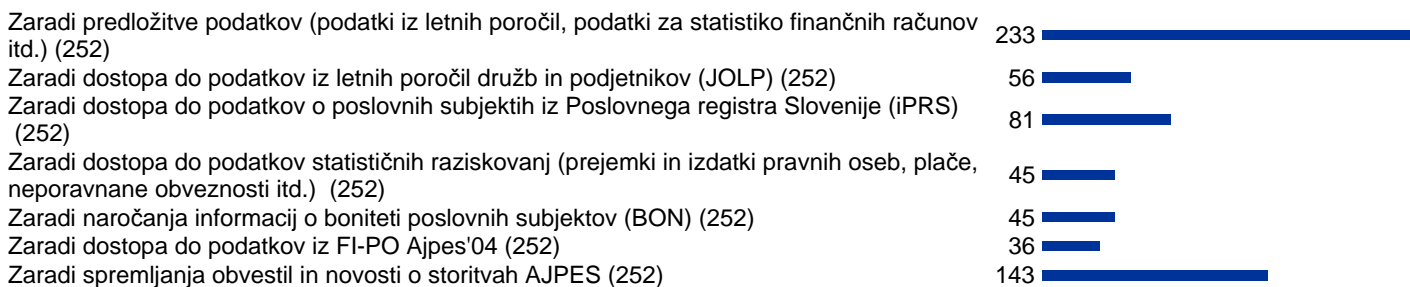 Zaradi predložitve podatkov (podatki iz letnih poročil, podatki za statistiko finančnih računov
itd.) (252) 233
Zaradi dostopa do podatkov iz letnih poročil družb in podjetnikov (JOLP) (252) 56
Zaradi dostopa do podatkov o poslovnih subjektih iz Poslovnega registra Slovenije (iPRS)
(252) 81
Zaradi dostopa do podatkov statističnih raziskovanj (prejemki in izdatki pravnih oseb, plače,
neporavnane obveznosti itd.) (252) 45
Zaradi naročanja informacij o boniteti poslovnih subjektov (BON) (252) 45
Zaradi dostopa do podatkov iz FI-PO Ajpes'04 (252) 36
Zaradi spremljanja obvestil in novosti o storitvah AJPES (252) 143